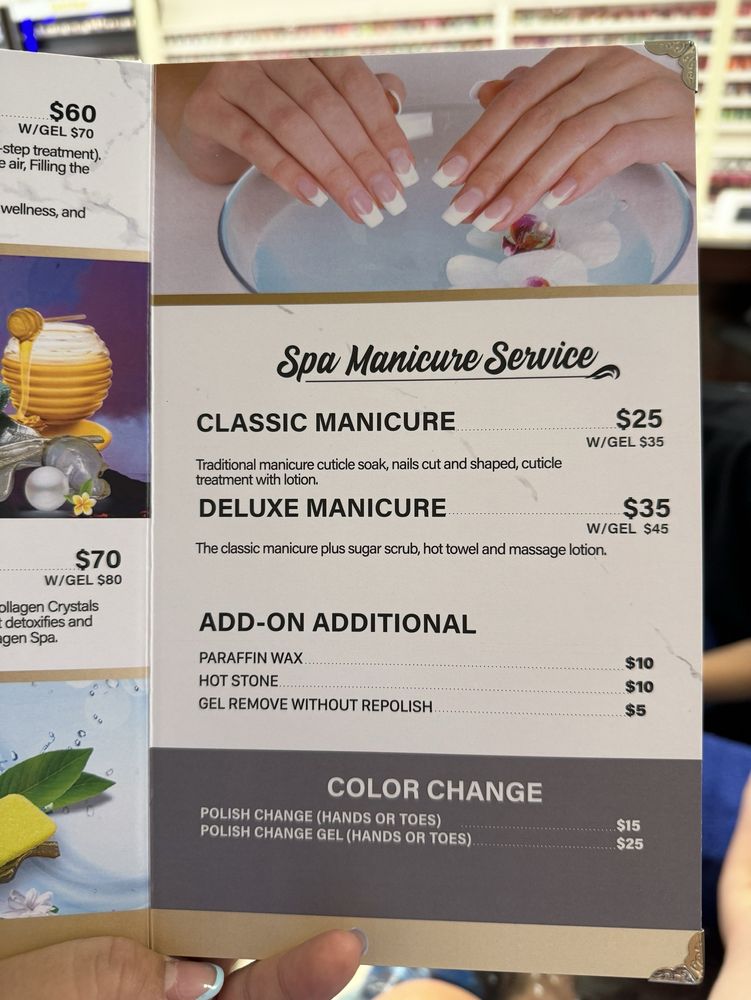 $60
W/GEL $70
-step treatment).
e air, Filling the
wellness, and
$70
W/GEL $80
ollagen Crystals
t detoxifies and
agen Spa.
Spa Manicure Service
CLASSIC MANICURE $25
W/GEL $35
Traditional manicure cuticle soak, nails cut and shaped, cuticle
treatment with lotion.
DELUXE MANICURE $35
W/GEL $45
The classic manicure plus sugar scrub, hot towel and massage lotion.
ADD-ON ADDITIONAL
PARAFFIN WAX $10
HOT STONE $10
GEL REMOVE WITHOUT REPOLISH $5
COLOR CHANGE
POLISH CHANGE (HANDS OR TOES) $15
POLISH CHANGE GEL (HANDS OR TOES) $25